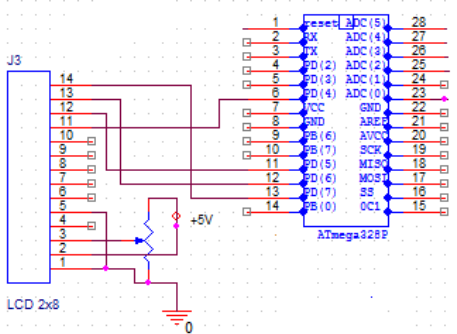 J3
14
13
12
11
10
9
8
7
6
5
4
3
2
1
LCD 2x8
+5V
0
1 reset ADC(5) 28
2 RX ADC(4) 27
3 TX ADC(3) 26
4 PD(2) ADC(2) 25
5 PD(3) ADC(1) 24
6 PD(4) ADC(0) 23
7 VCC GND 22
8 GND AREF 21
9 PB(6) AVCC 20
10 PB(7) SCK 19
11 PD(5) MISO 18
12 PD(6) MOSI 17
13 PD(7) SS 16
14 PB(0) OC1 15
ATmega328P